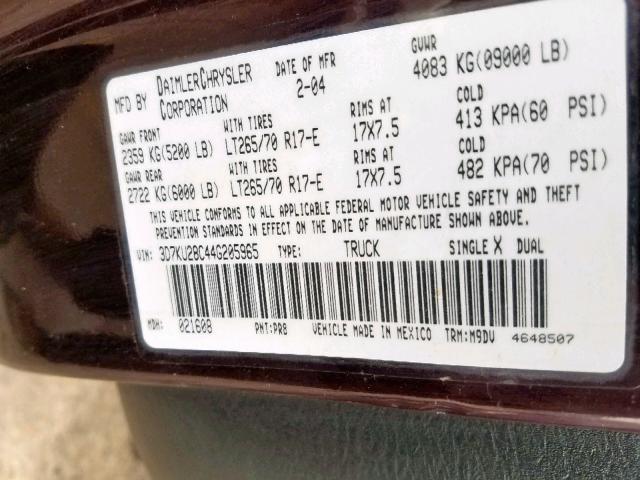 MFD BY DAIMLERCHRYSLER CORPORATION DATE OF MFR 2-04 GVWR 4083 KG(09000 LB)
GAWR FRONT WITH TIRES RIMS AT COLD
2359 KG(5200 LB) LT265/70 R17-E 17X7.5 413 KPA(60 PSI)
GAWR REAR WITH TIRES RIMS AT COLD
2722 KG(6000 LB) LT265/70 R17-E 17X7.5 482 KPA(70 PSI)
THIS VEHICLE CONFORMS TO ALL APPLICABLE FEDERAL MOTOR VEHICLE SAFETY AND THEFT
PREVENTION STANDARDS IN EFFECT ON THE DATE OF MANUFACTURE SHOWN ABOVE.
VIN: 3D7KU28C44G205965 TYPE: TRUCK SINGLE X DUAL
MDH: 021608 PNT:PR8 VEHICLE MADE IN MEXICO TRM:M9DV 4648507